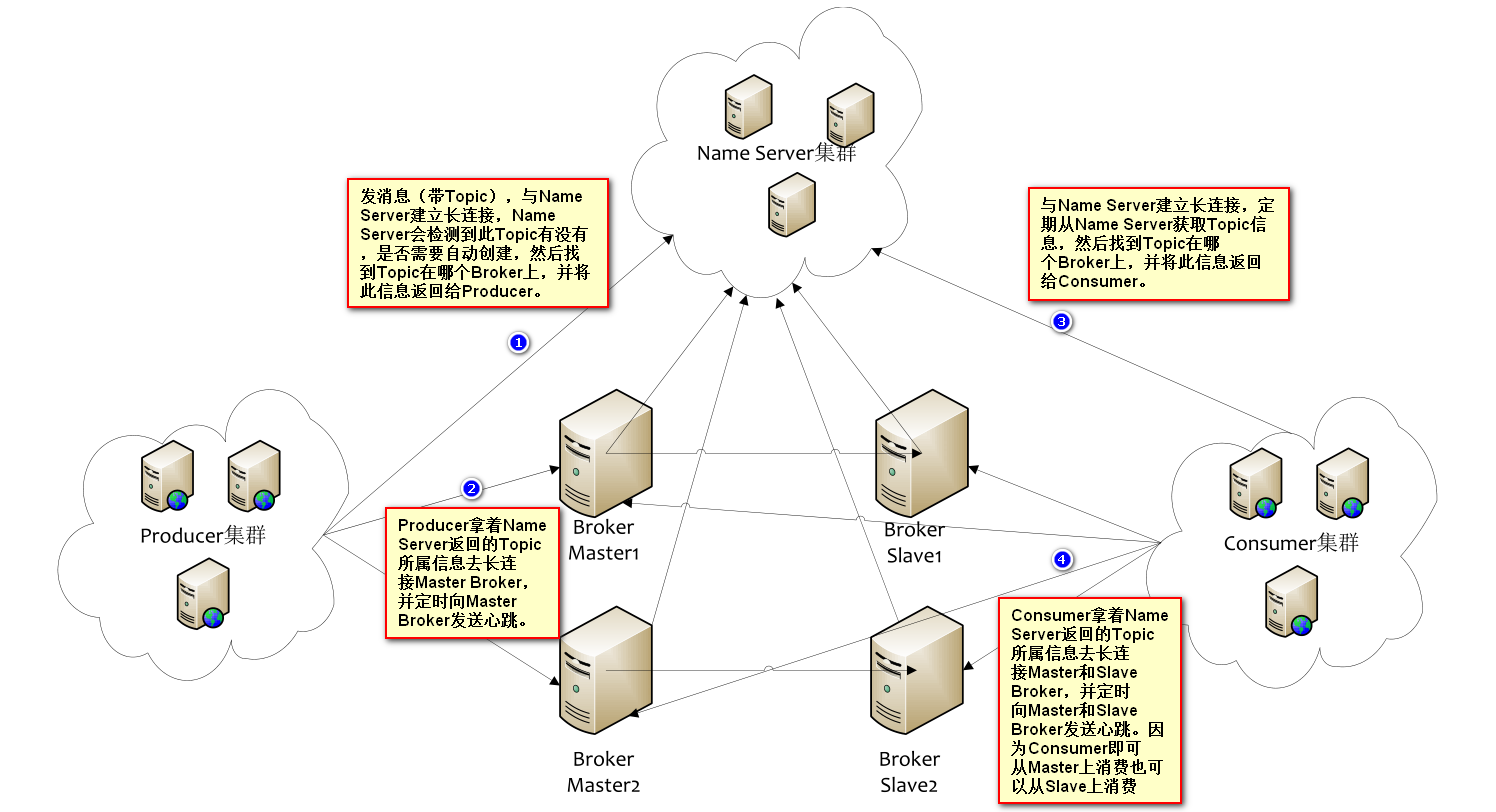 Name Server集群
发消息（带Topic），与Name
Server建立长连接，Name
Server会检测到此Topic有没有
，是否需要自动创建，然后找
到Topic在哪个Broker上，并将
此信息返回给Producer。
与Name Server建立长连接，定
期从Name Server获取Topic信
息，然后找到Topic在哪
个Broker上，并将此信息返回
给Consumer。
1
3
2
Producer集群
Producer拿着Name
Server返回的Topic
所属信息去长连
接Master Broker，
并定时向Master
Broker发送心跳。
Broker
Master1
Broker
Slave1
Consumer集群
4
Consumer拿着Name
Server返回的Topic
所属信息去长连
接Master和Slave
Broker，并定时
向Master和Slave
Broker发送心跳。因
为Consumer即可
从Master上消费也可
以从Slave上消费
Broker
Master2
Broker
Slave2